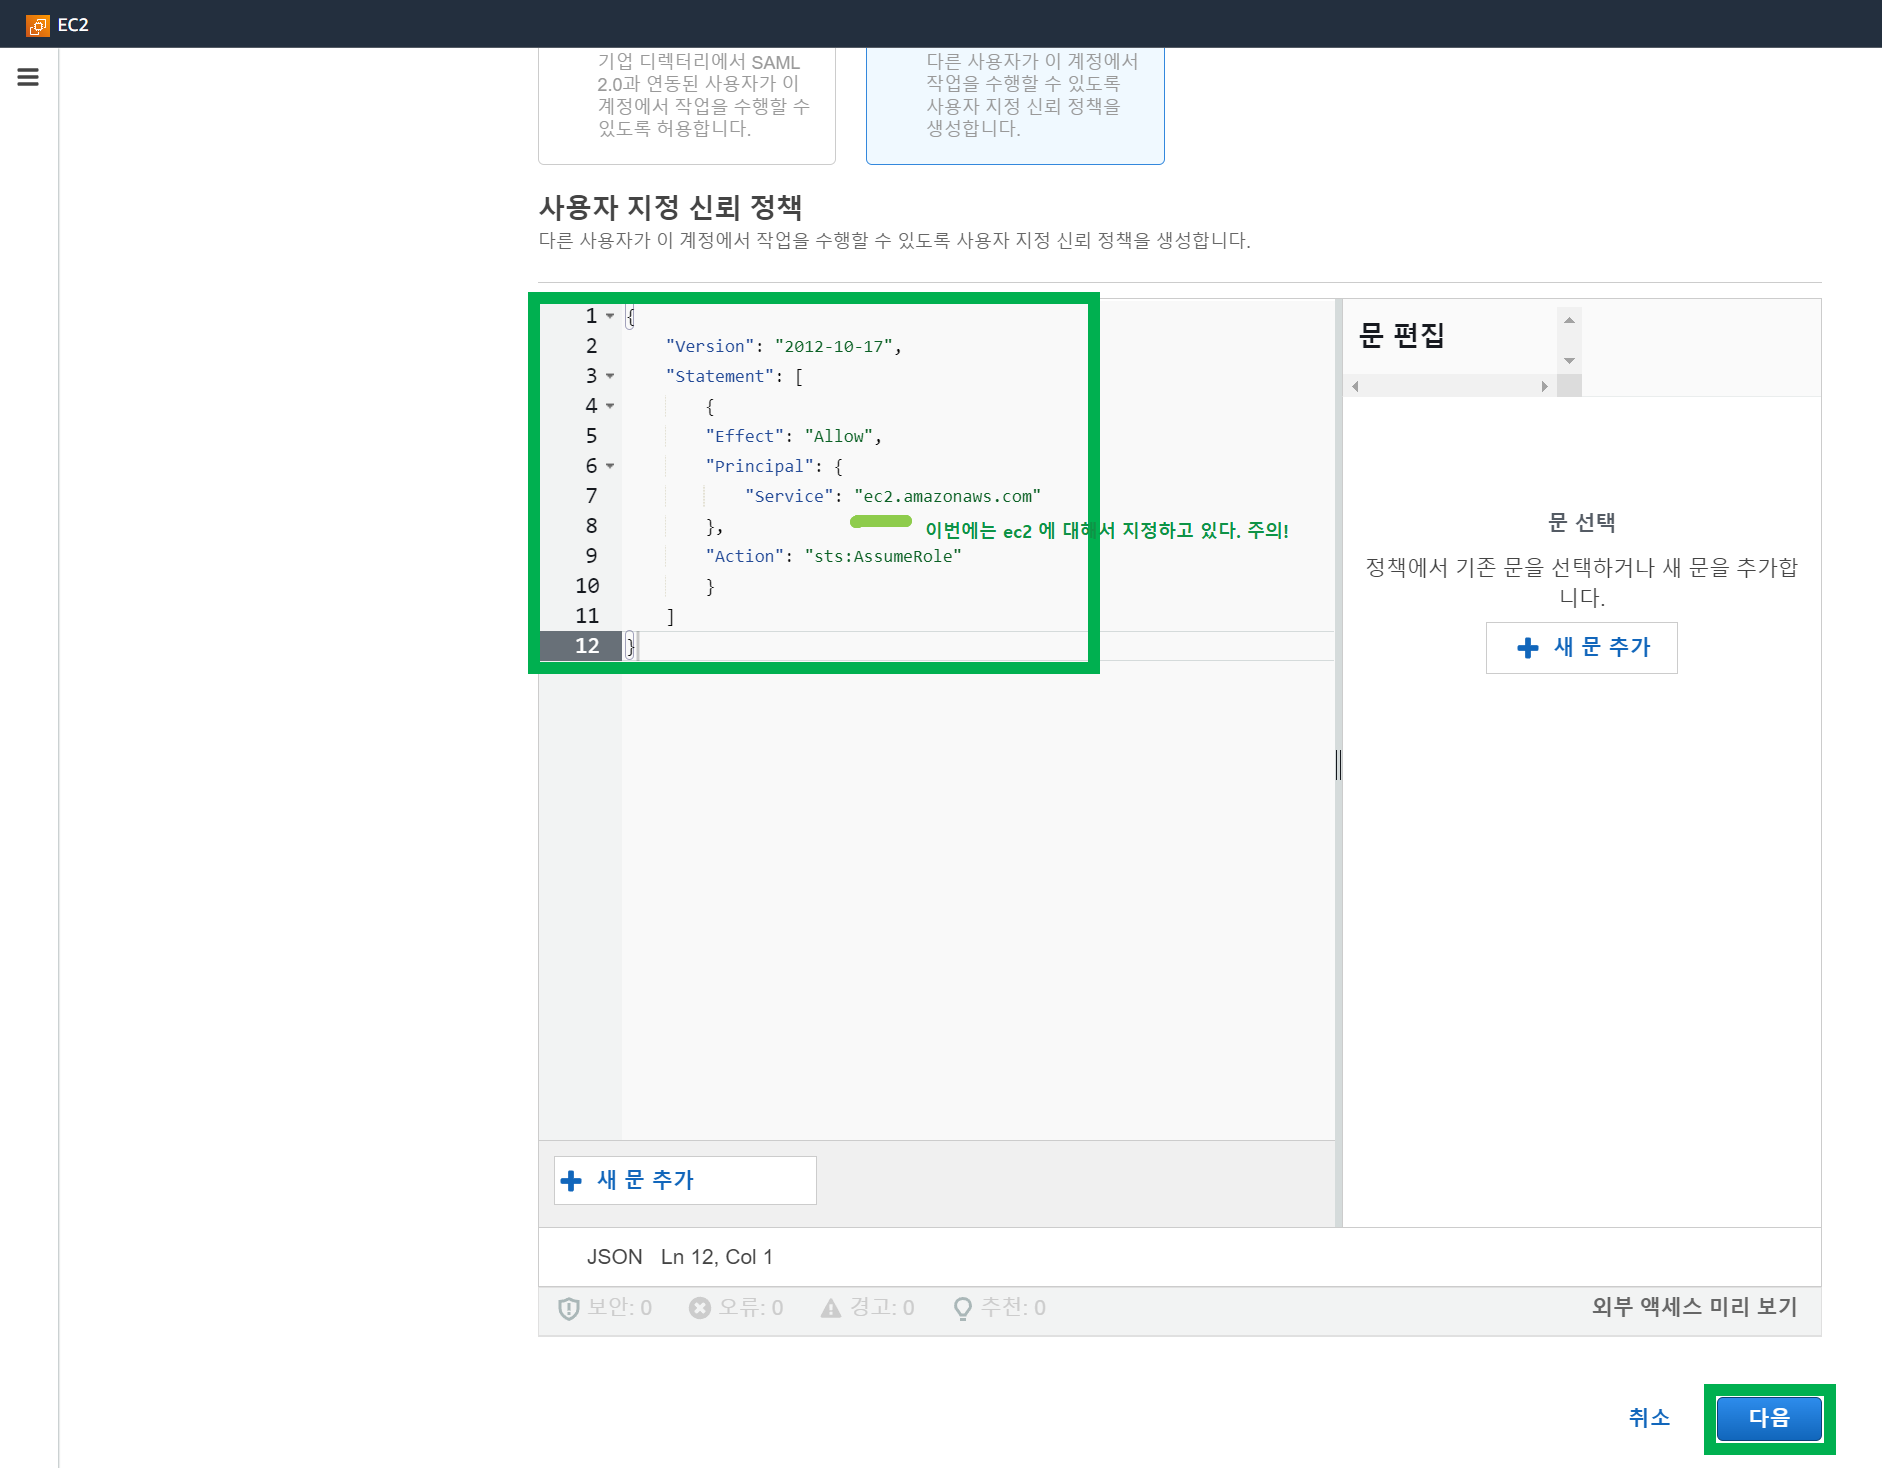 EC2
기업 디렉터리에서 SAML
2.0과 연동된 사용자가 이
계정에서 작업을 수행할 수
있도록 허용합니다.
다른 사용자가 이 계정에서
작업을 수행할 수 있도록
사용자 지정 신뢰 정책을
생성합니다.
사용자 지정 신뢰 정책
다른 사용자가 이 계정에서 작업을 수행할 수 있도록 사용자 지정 신뢰 정책을 생성합니다.
1 {
2 "Version": "2012-10-17",
3 "Statement": [
4 {
5 "Effect": "Allow",
6 "Principal": {
7 "Service": "ec2.amazonaws.com"
8 },
이번에는 ec2 에 대해서 지정하고 있다. 주의!
9 "Action": "sts:AssumeRole"
10 }
11 ]
12 }
문 편집
문 선택
정책에서 기존 문을 선택하거나 새 문을 추가합
니다.
새 문 추가
새 문 추가
JSON Ln 12, Col 1
보안: 0 오류: 0 경고: 0 추천: 0
외부 액세스 미리 보기
취소
다음